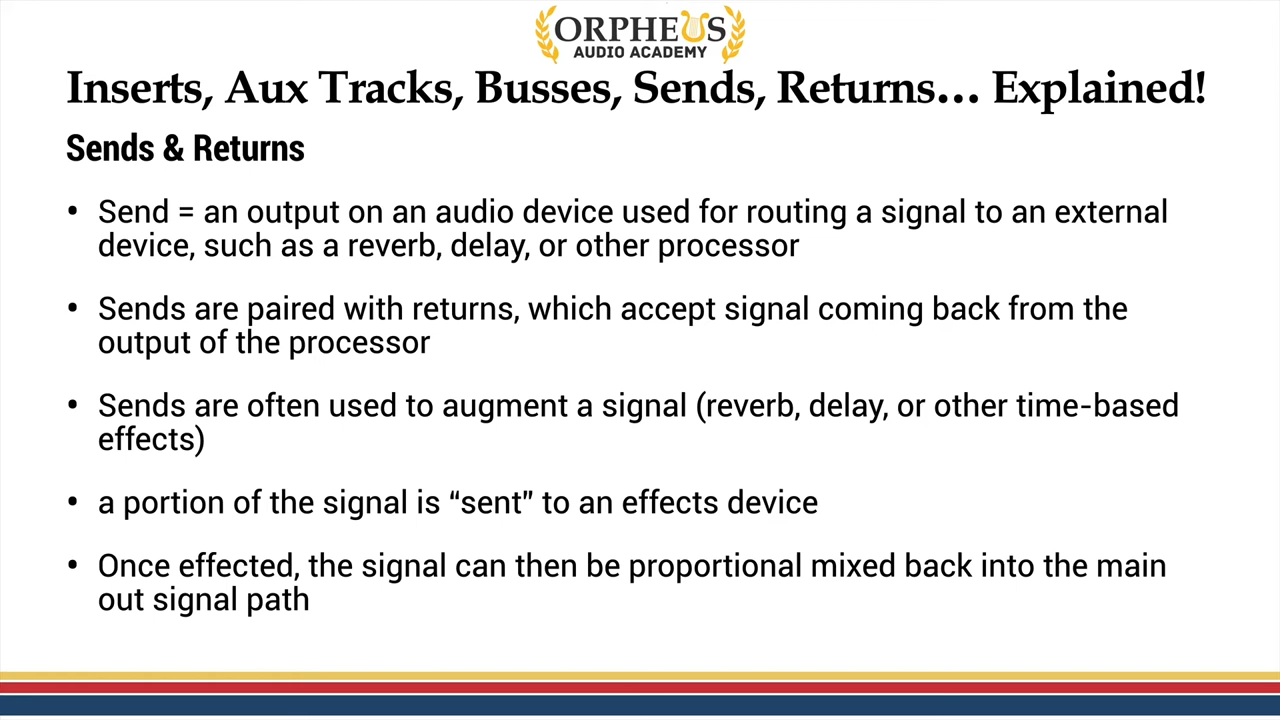 ORPHEUS
AUDIO ACADEMY
Inserts, Aux Tracks, Busses, Sends, Returns… Explained!
Sends & Returns
• Send = an output on an audio device used for routing a signal to an external
device, such as a reverb, delay, or other processor
• Sends are paired with returns, which accept signal coming back from the
output of the processor
• Sends are often used to augment a signal (reverb, delay, or other time-based
effects)
• a portion of the signal is “sent” to an effects device
• Once effected, the signal can then be proportional mixed back into the main
out signal path